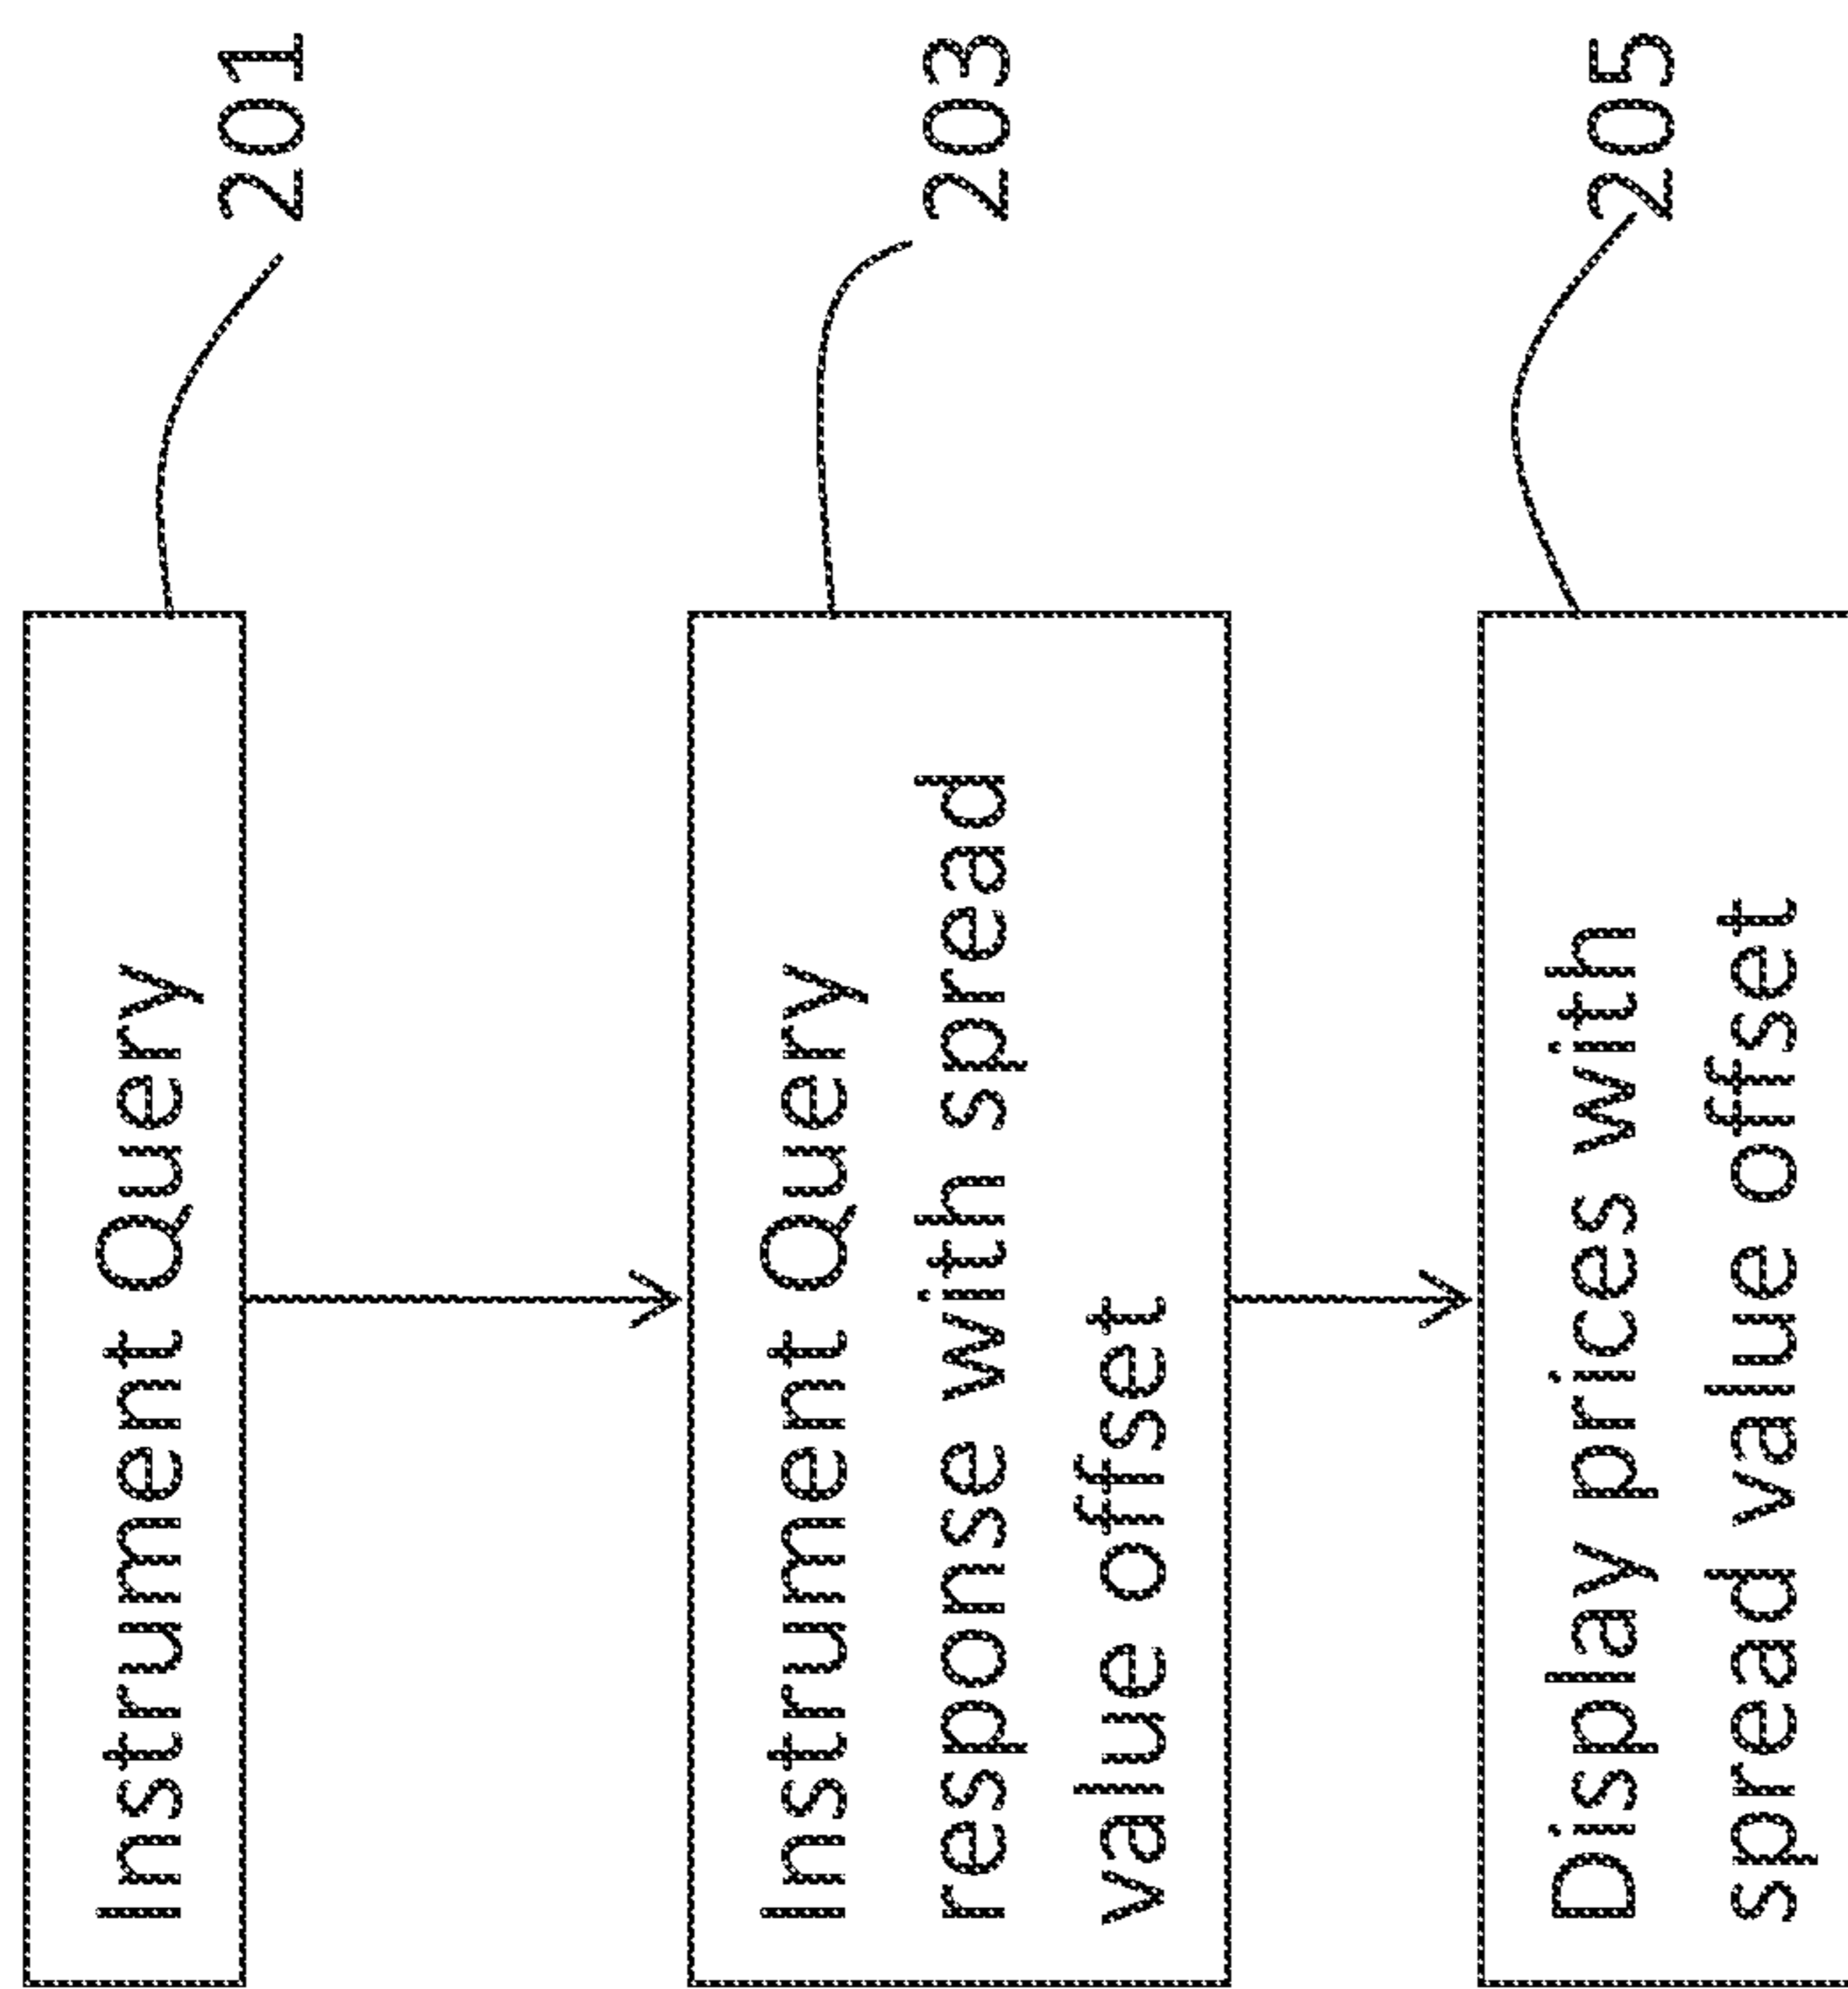 Instrument Query
201
Instrument Query
response with spread
value offset
203
Display prices with
spread value offset
205